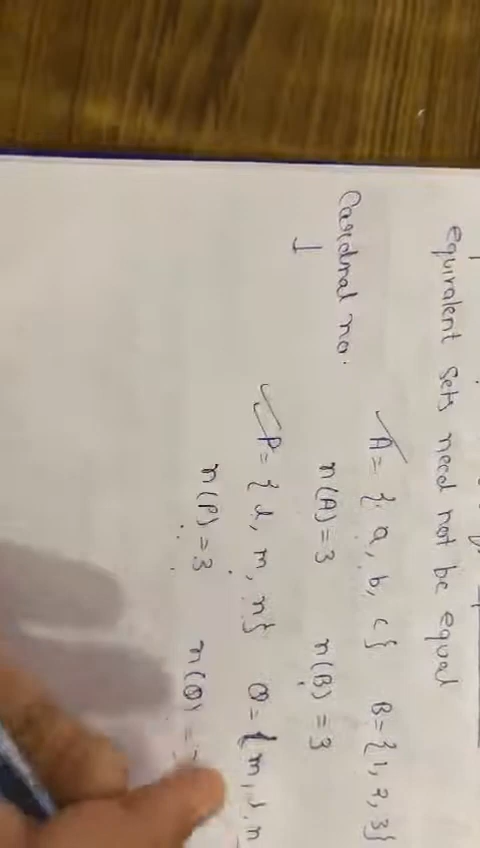 equivalent sets need not be equal
Cardinal no.
↓
A = { a, b, c} B = {1, 2, 3}
n(A) = 3 n(B) = 3
P = { l, m, n} Q = { m, l, n
n(P) = 3 n(Q) =